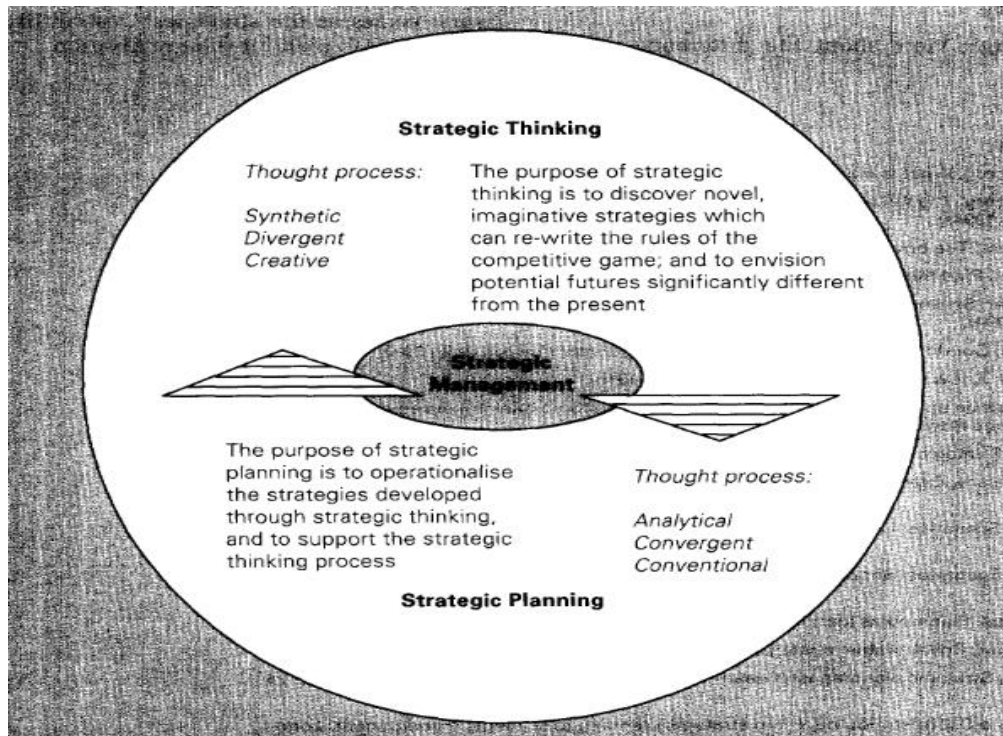 Strategic Thinking
Thought process:
Synthetic
Divergent
Creative
The purpose of strategic
thinking is to discover novel,
imaginative strategies which
can re-write the rules of the
competitive game; and to envision
potential futures significantly different
from the present
Strategic
Management
The purpose of strategic
planning is to operationalise
the strategies developed
through strategic thinking,
and to support the strategic
thinking process
Thought process:
Analytical
Convergent
Conventional
Strategic Planning